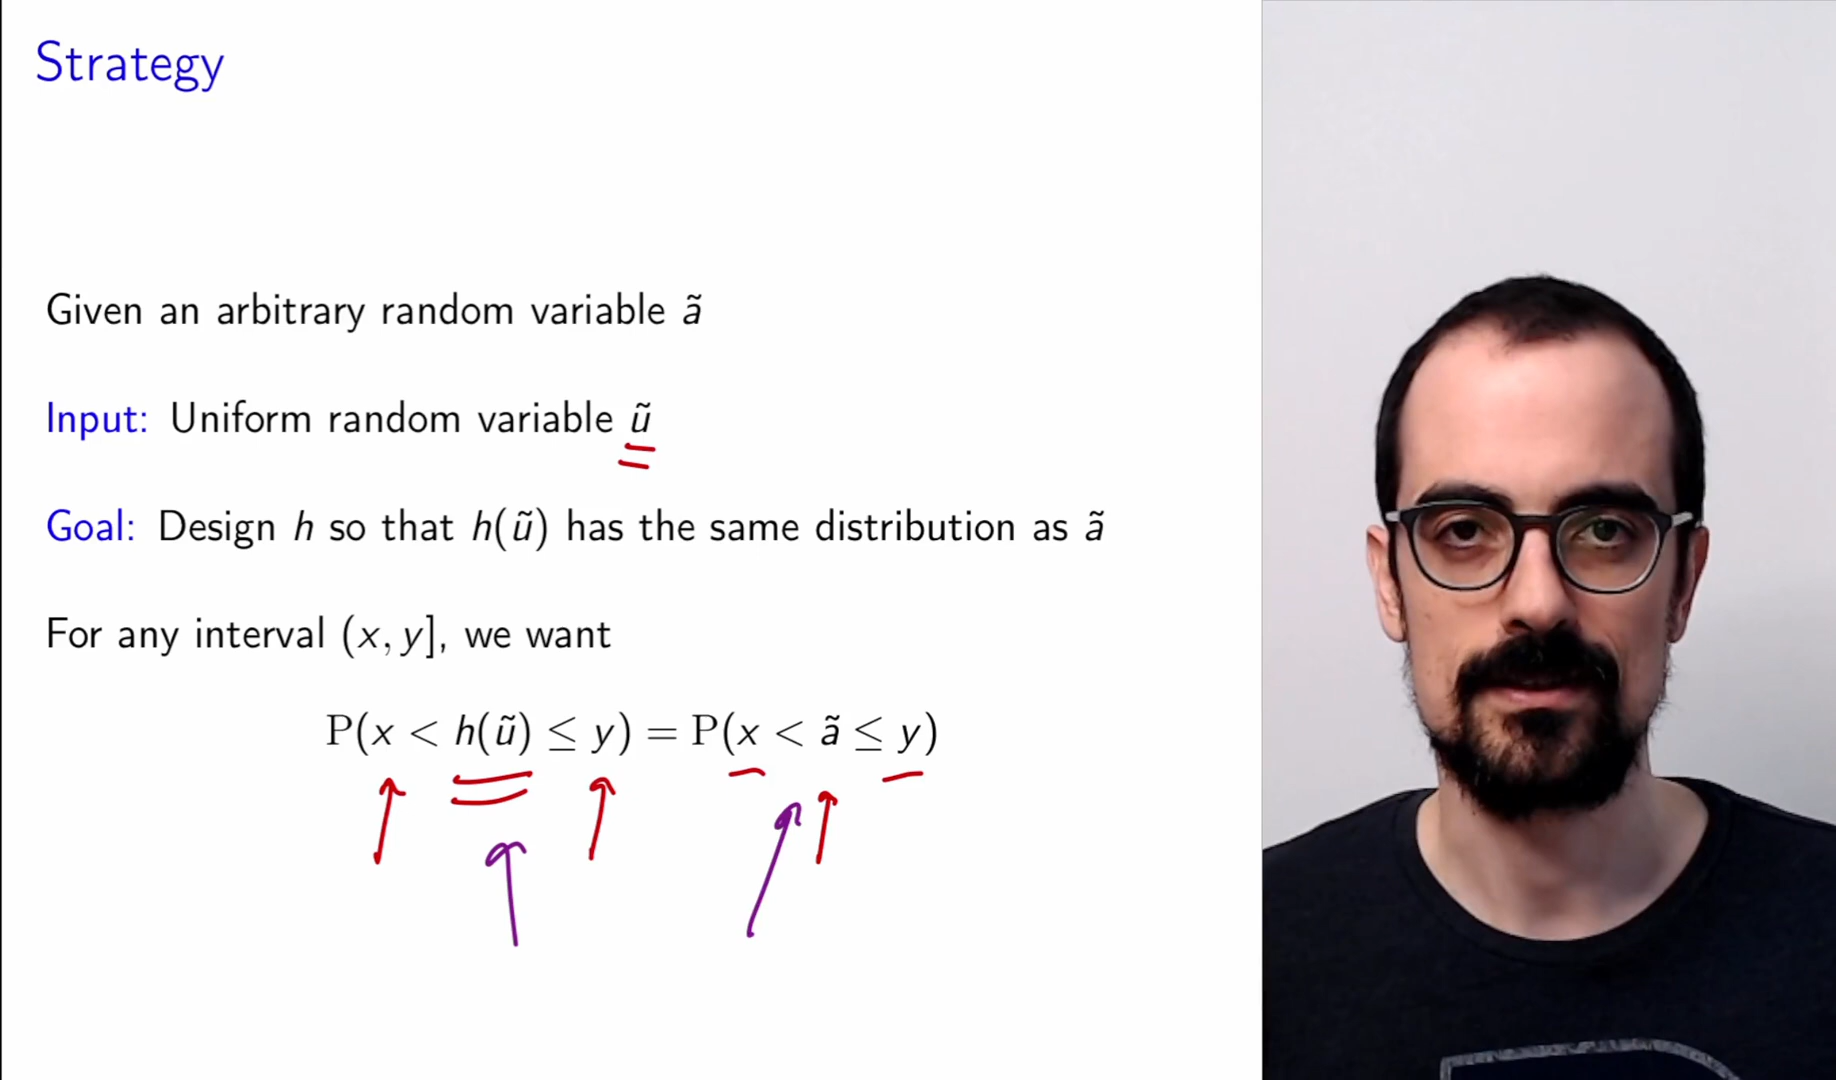 Strategy
Given an arbitrary random variable ã
Input: Uniform random variable ũ
Goal: Design h so that h(ũ) has the same distribution as ã
For any interval (x, y], we want
P(x < h(ũ) ≤ y) = P(x < ã ≤ y)